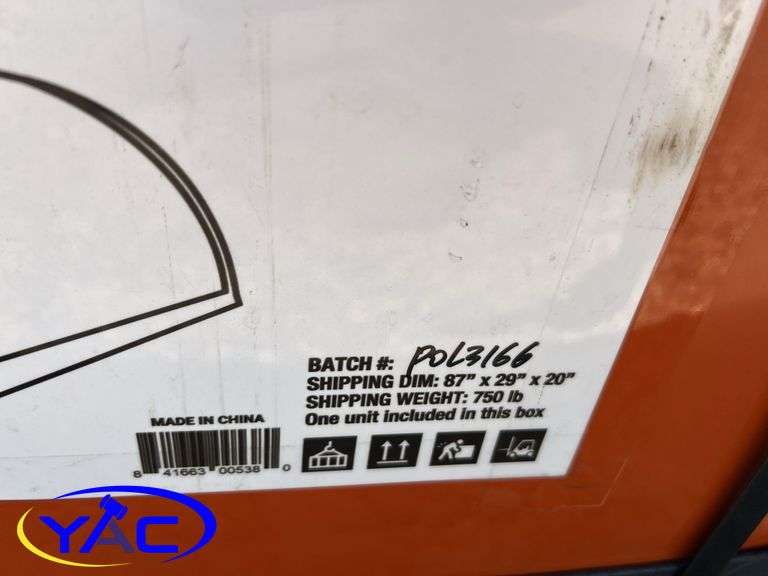 BATCH #: POL3166
SHIPPING DIM: 87" x 29" x 20"
SHIPPING WEIGHT: 750 lb
One unit included in this box
MADE IN CHINA
8 41663 00538 0
YAC